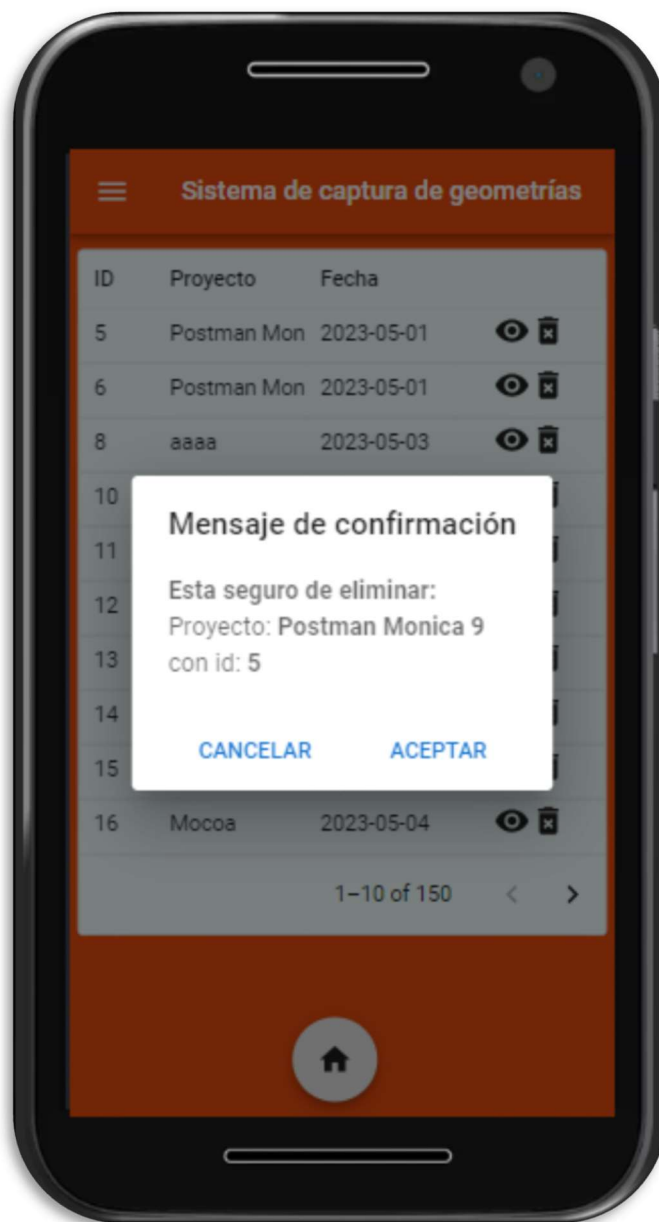 Sistema de captura de geometrías
ID Proyecto Fecha
5 Postman Mon 2023-05-01
6 Postman Mon 2023-05-01
8 aaaa 2023-05-03
10
11
12
13
14
15
Mensaje de confirmación
Esta seguro de eliminar:
Proyecto: Postman Monica 9
con id: 5
CANCELAR ACEPTAR
16 Mocoa 2023-05-04
1–10 of 150